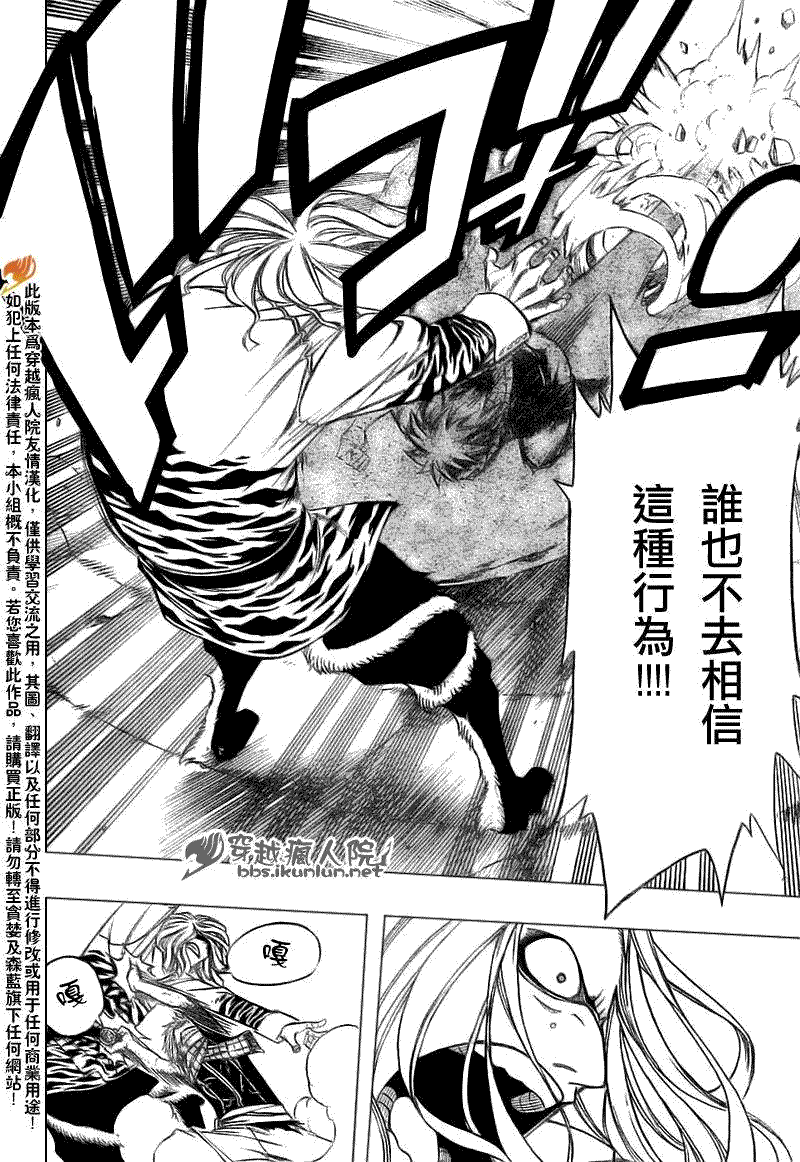 誰也不去相信
這種行為!!!!
嘎
嘎
穿越瘋人院
bbs.ikunlun.net
此版本爲穿越瘋人院友情漢化，僅供學習交流之用，其圖、翻譯以及任何部分不得進行修改或用于任何商業用途！
如犯上任何法律責任，本小組概不負責。若您喜歡此作品，請購買正版！請勿轉至貪婪及森藍旗下任何網站！